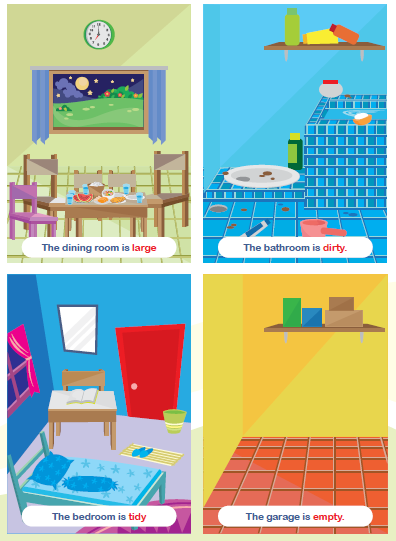 The dining room is large
The bathroom is dirty.
The bedroom is tidy
The garage is empty.